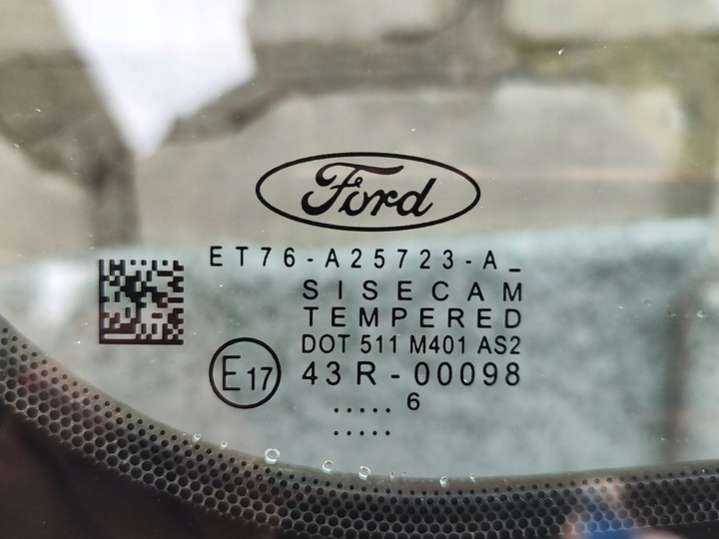 Ford
ET76-A25723-A_
SISECAM
TEMPERED
DOT 511 M401 AS2
E17
43R-00098
..... 6
.....